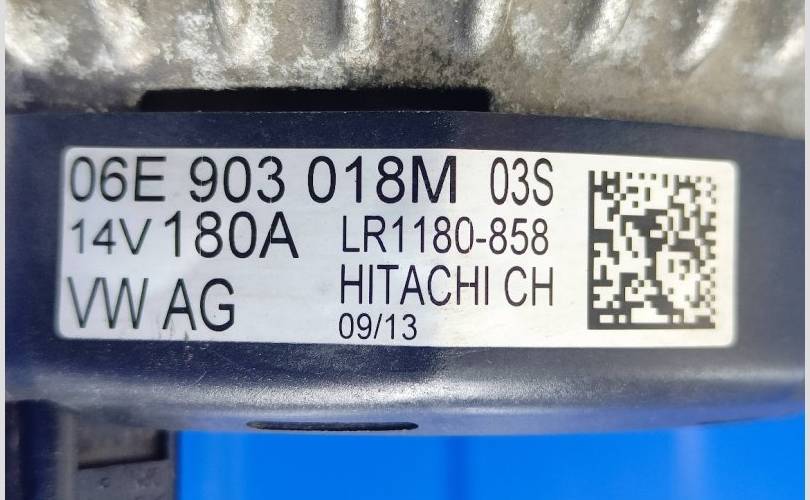 06E 903 018M 03S
14V 180A LR1180-858
VW AG HITACHI CH
09/13